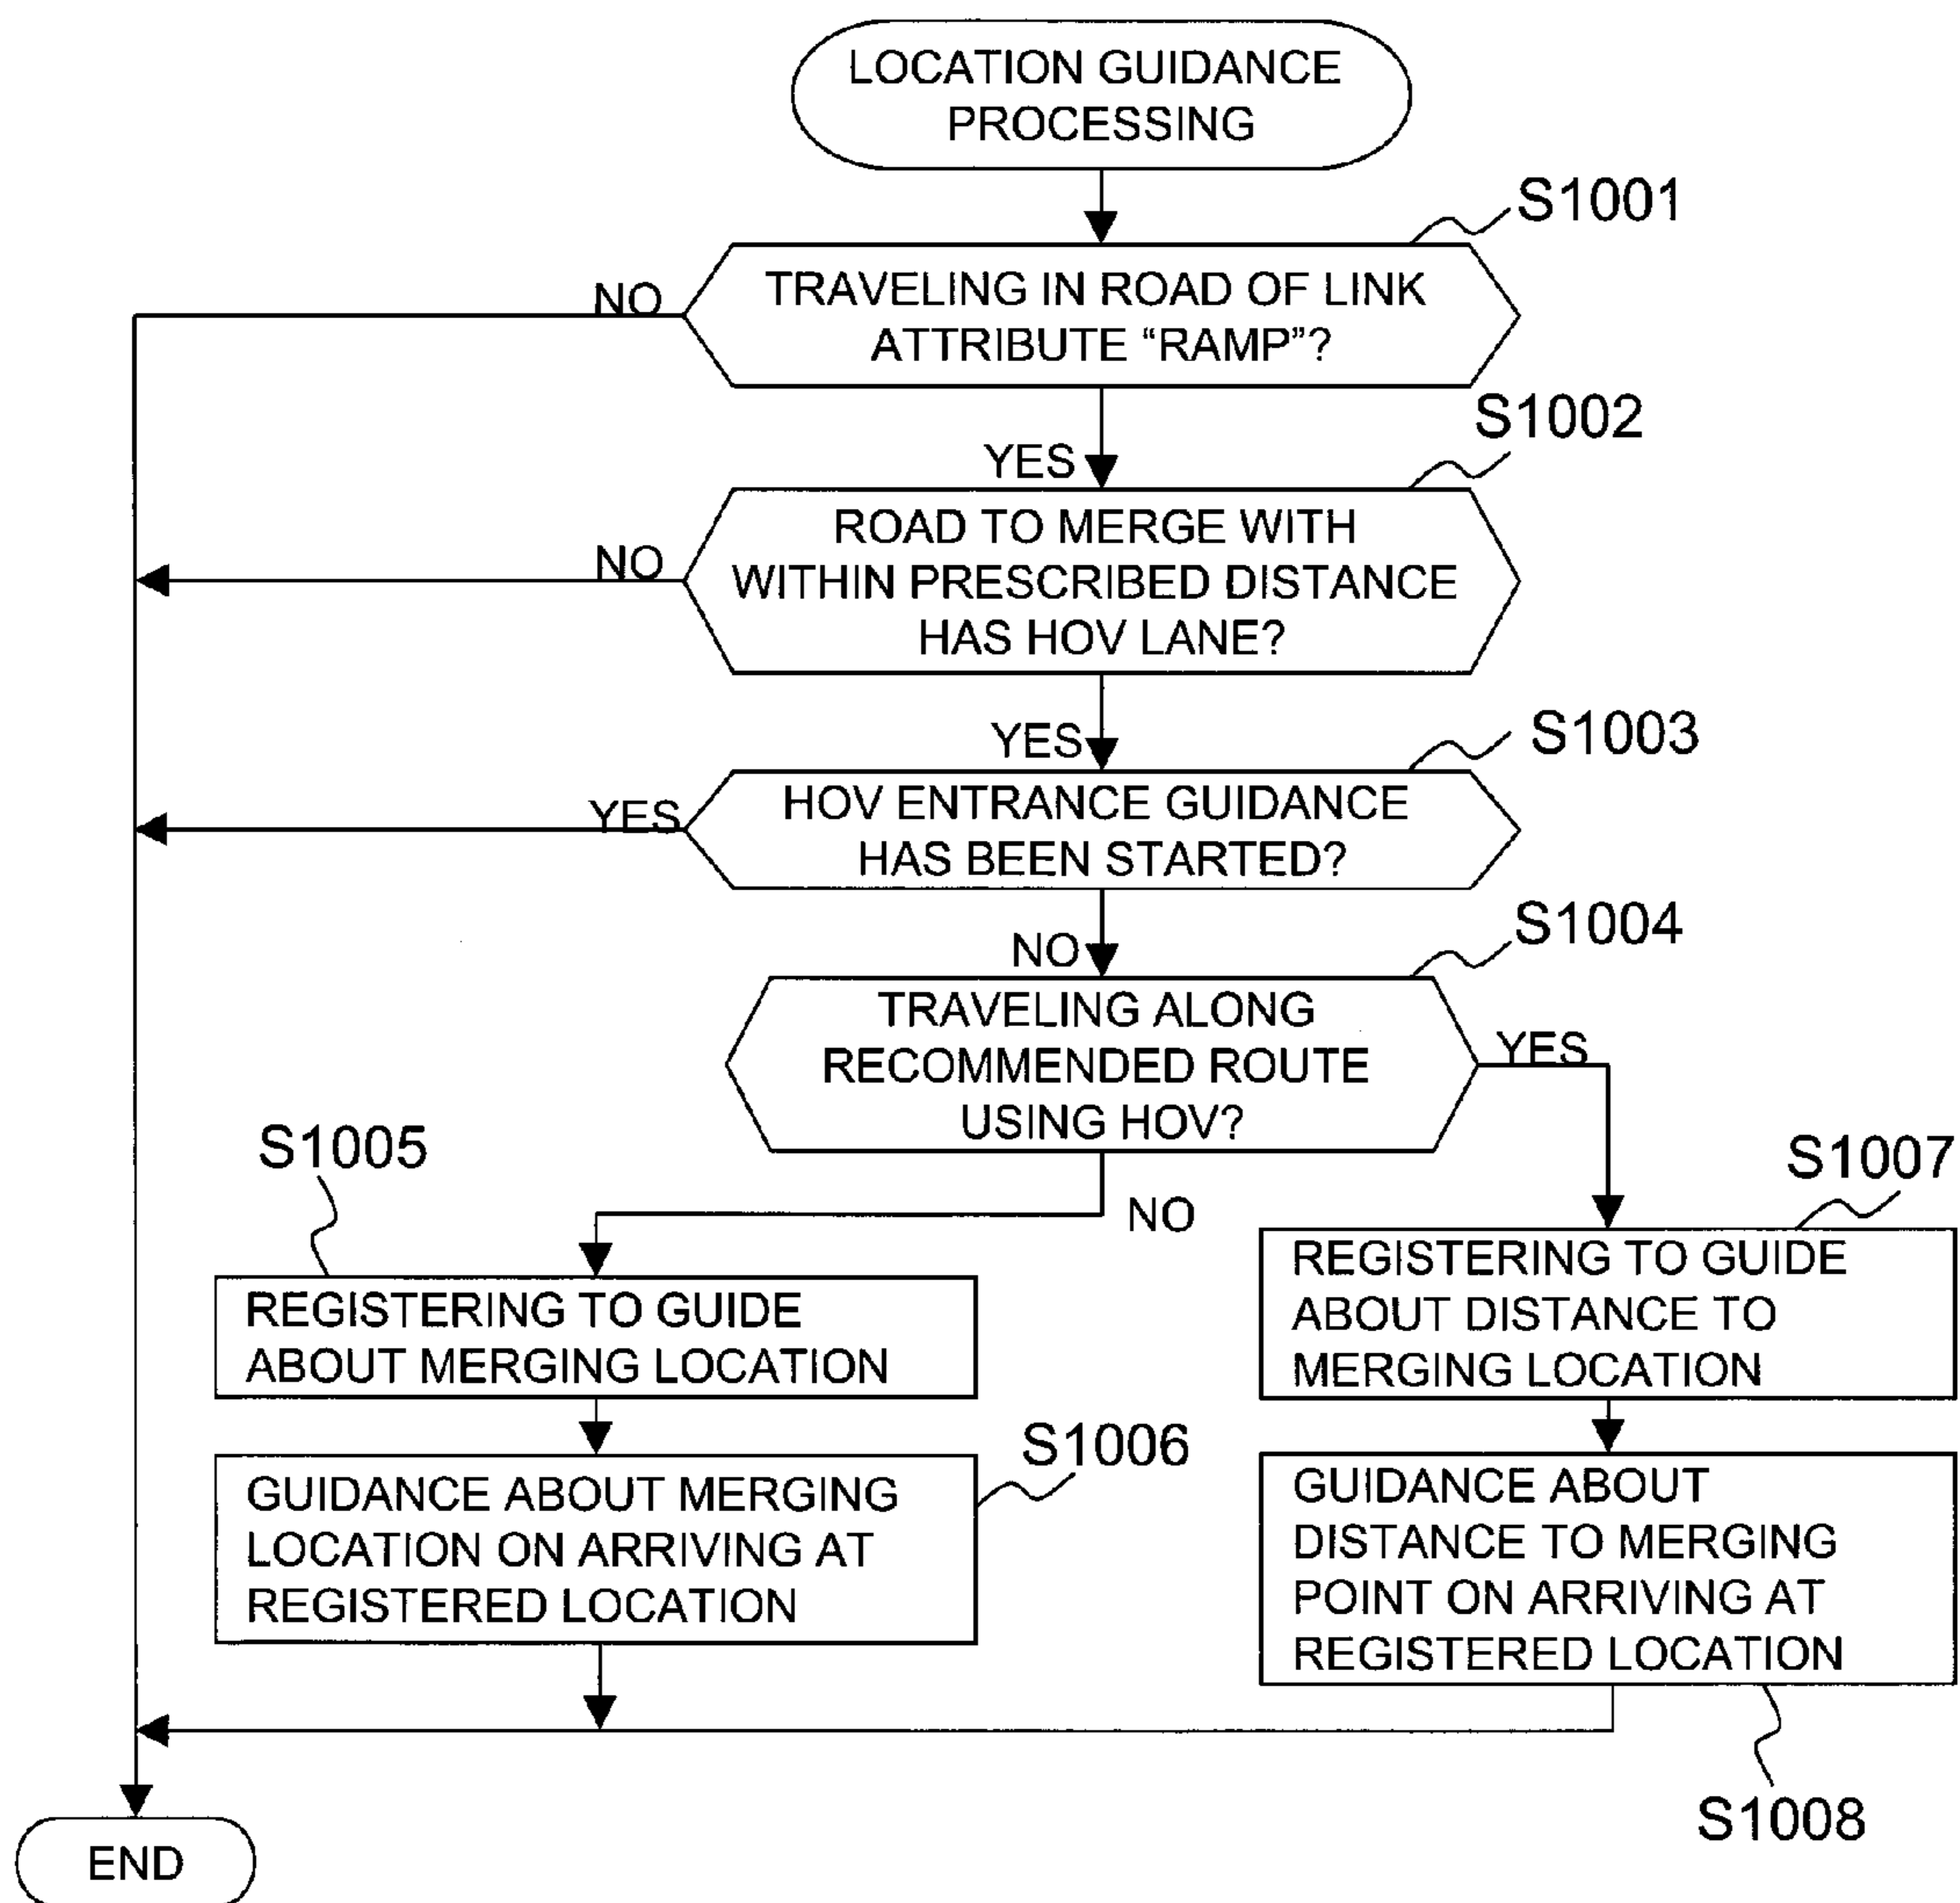 LOCATION GUIDANCE
PROCESSING
S1001
TRAVELING IN ROAD OF LINK
ATTRIBUTE “RAMP”?
NO
YES
S1002
ROAD TO MERGE WITH
WITHIN PRESCRIBED DISTANCE
HAS HOV LANE?
NO
YES
S1003
HOV ENTRANCE GUIDANCE
HAS BEEN STARTED?
YES
NO
S1004
TRAVELING ALONG
RECOMMENDED ROUTE
USING HOV?
YES
NO
S1005
REGISTERING TO GUIDE
ABOUT MERGING LOCATION
S1006
GUIDANCE ABOUT MERGING
LOCATION ON ARRIVING AT
REGISTERED LOCATION
S1007
REGISTERING TO GUIDE
ABOUT DISTANCE TO
MERGING LOCATION
GUIDANCE ABOUT
DISTANCE TO MERGING
POINT ON ARRIVING AT
REGISTERED LOCATION
S1008
END